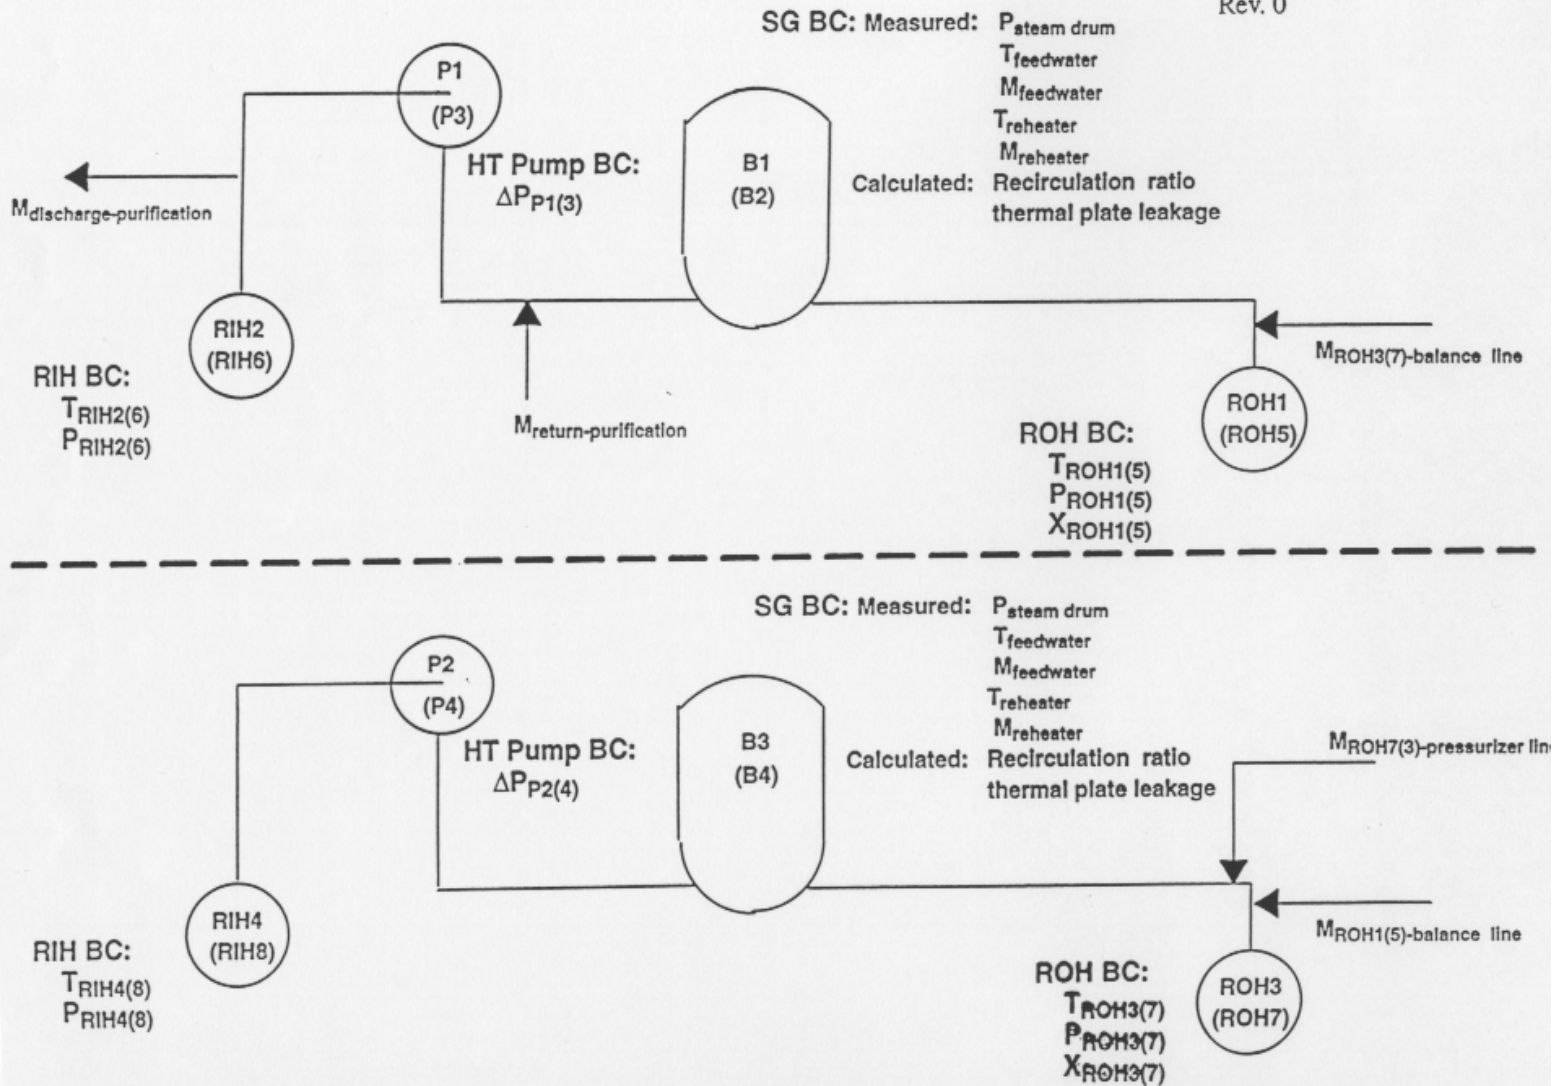 Rev. 0
SG BC: Measured: Psteam drum
Tfeedwater
Mfeedwater
Treheater
Mreheater
Calculated: Recirculation ratio
thermal plate leakage
P1
(P3)
HT Pump BC:
ΔPP1(3)
B1
(B2)
Mdischarge-purification
RIH2
(RIH6)
RIH BC:
TRIH2(6)
PRIH2(6)
Mreturn-purification
MROH3(7)-balance line
ROH1
(ROH5)
ROH BC:
TROH1(5)
PROH1(5)
XROH1(5)
SG BC: Measured: Psteam drum
Tfeedwater
Mfeedwater
Treheater
Mreheater
Calculated: Recirculation ratio
thermal plate leakage
P2
(P4)
HT Pump BC:
ΔPP2(4)
B3
(B4)
MROH7(3)-pressurizer line
RIH4
(RIH8)
RIH BC:
TRIH4(8)
PRIH4(8)
MROH1(5)-balance line
ROH3
(ROH7)
ROH BC:
TROH3(7)
PROH3(7)
XROH3(7)